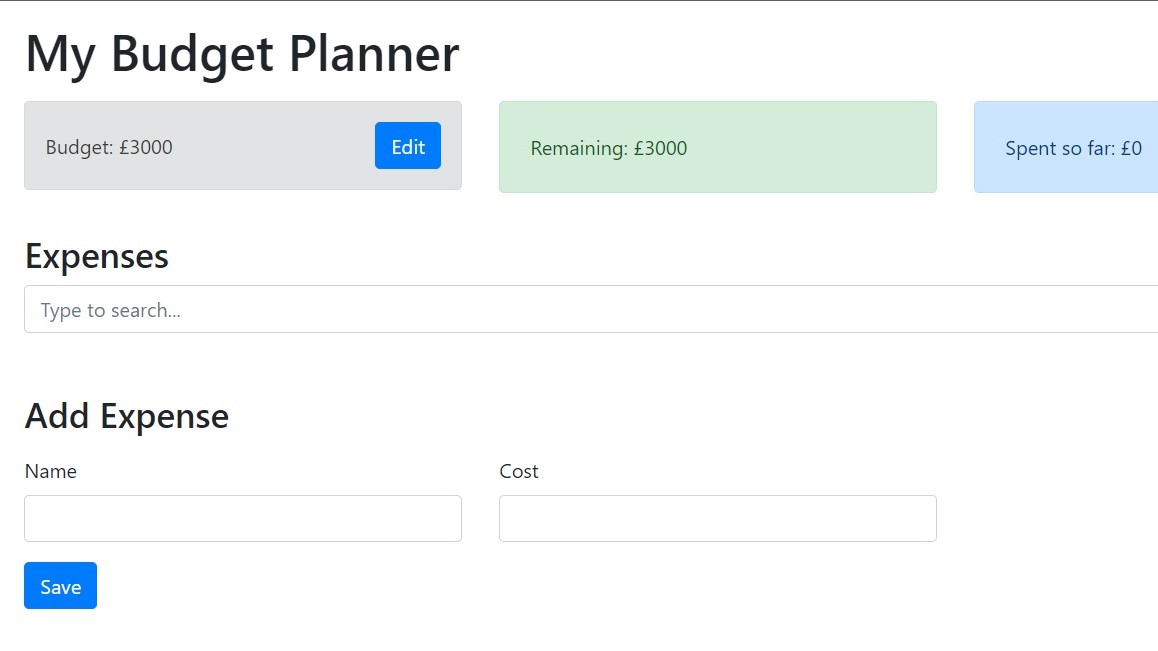 My Budget Planner
Budget: £3000
Edit
Remaining: £3000
Spent so far: £0
Expenses
Type to search...
Add Expense
Name
Cost
Save